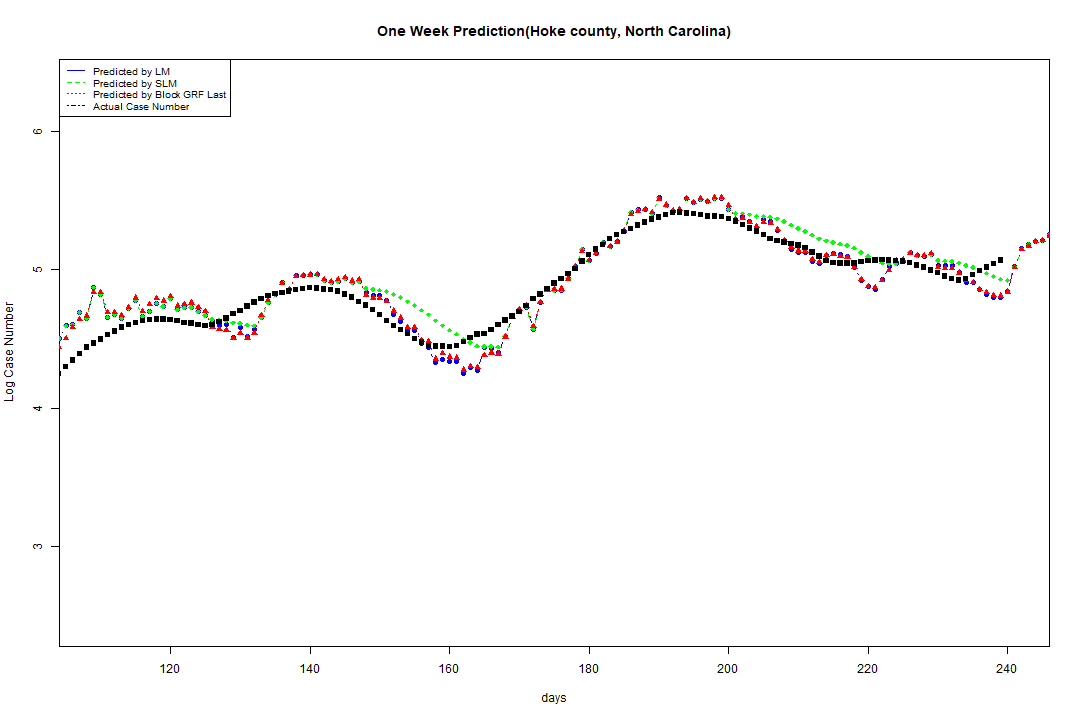 One Week Prediction(Hoke county, North Carolina)
Predicted by LM
Predicted by SLM
Predicted by Block GRF Last
Actual Case Number
6
5
4
3
Log Case Number
120 140 160 180 200 220 240
days